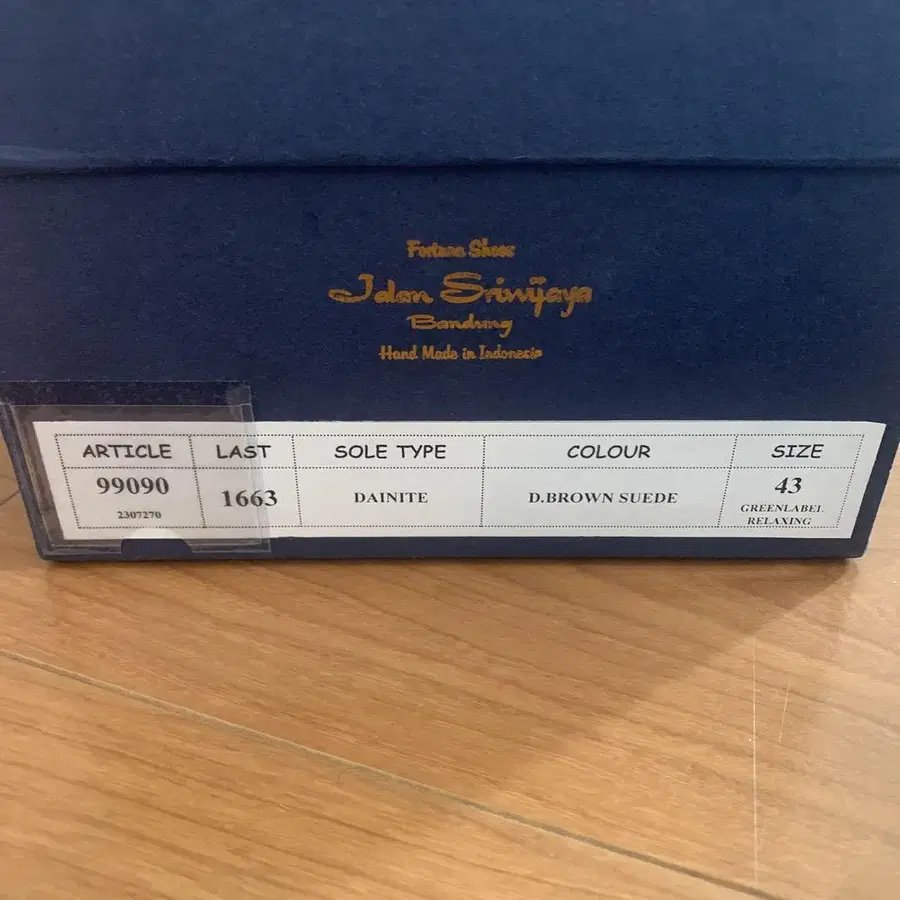 Fortuna Shoes
Jalan Sriwijaya
Bandung
Hand Made in Indonesia
ARTICLE LAST SOLE TYPE COLOUR SIZE
99090 1663 DAINITE D.BROWN SUEDE 43
2307270 GREENLABEL
RELAXING